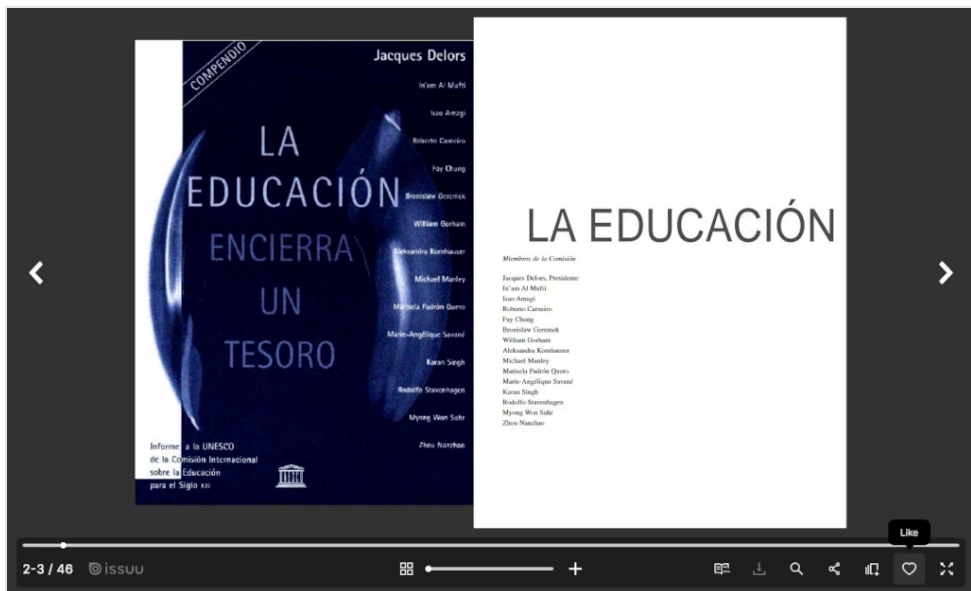 COMPENDIO
Jacques Delors
In'am Al Mufti
Isao Amagi
Roberto Carneiro
Fay Chung
Bronislaw Geremek
William Gorham
Aleksandra Kornhauser
Michael Manley
Marisela Padrón Quero
Marie-Angélique Savané
Karan Singh
Rodolfo Stavenhagen
Myong Won Suhr
Zhou Nanzhao
LA
EDUCACIÓN
ENCIERRA
UN
TESORO
Informe a la UNESCO
de la Comisión Internacional
sobre la Educación
para el Siglo XXI
LA EDUCACIÓN
Miembros de la Comisión
Jacques Delors, Presidente
In'am Al Mufti
Isao Amagi
Roberto Carneiro
Fay Chung
Bronislaw Geremek
William Gorham
Aleksandra Kornhauser
Michael Manley
Marisela Padrón Quero
Marie-Angélique Savané
Karan Singh
Rodolfo Stavenhagen
Myong Won Suhr
Zhou Nanzhao
Like
2-3 / 46 issuu